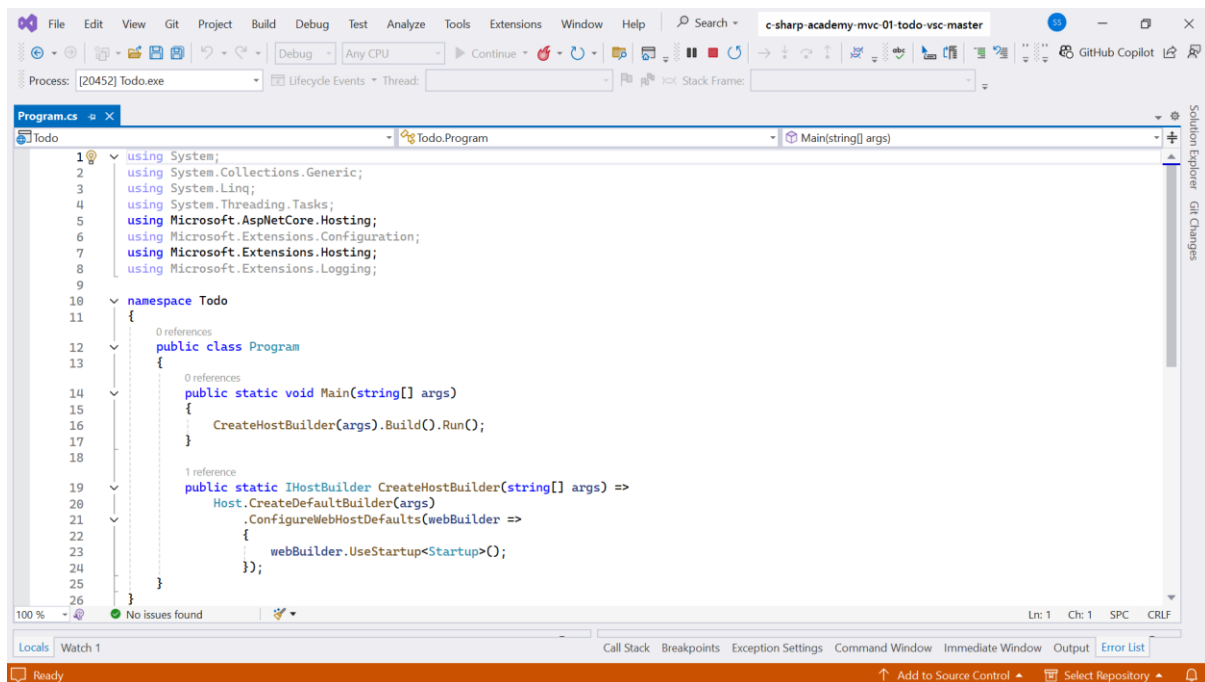 File Edit View Git Project Build Debug Test Analyze Tools Extensions Window Help Search c-sharp-academy-mvc-01-todo-vsc-master SS
Debug Any CPU Continue abc GitHub Copilot
Process: [20452] Todo.exe Lifecycle Events Thread: Stack Frame:
Program.cs
Todo Todo.Program Main(string[] args)
1 using System;
2 using System.Collections.Generic;
3 using System.Linq;
4 using System.Threading.Tasks;
5 using Microsoft.AspNetCore.Hosting;
6 using Microsoft.Extensions.Configuration;
7 using Microsoft.Extensions.Hosting;
8 using Microsoft.Extensions.Logging;
9
10 namespace Todo
11 {
0 references
12 public class Program
13 {
0 references
14 public static void Main(string[] args)
15 {
16 CreateHostBuilder(args).Build().Run();
17 }
18
1 reference
19 public static IHostBuilder CreateHostBuilder(string[] args) =>
20 Host.CreateDefaultBuilder(args)
21 .ConfigureWebHostDefaults(webBuilder =>
22 {
23 webBuilder.UseStartup<Startup>();
24 });
25 }
26 }
100 % No issues found Ln: 1 Ch: 1 SPC CRLF
Locals Watch 1 Call Stack Breakpoints Exception Settings Command Window Immediate Window Output Error List
Ready Add to Source Control Select Repository
Solution Explorer
Git Changes